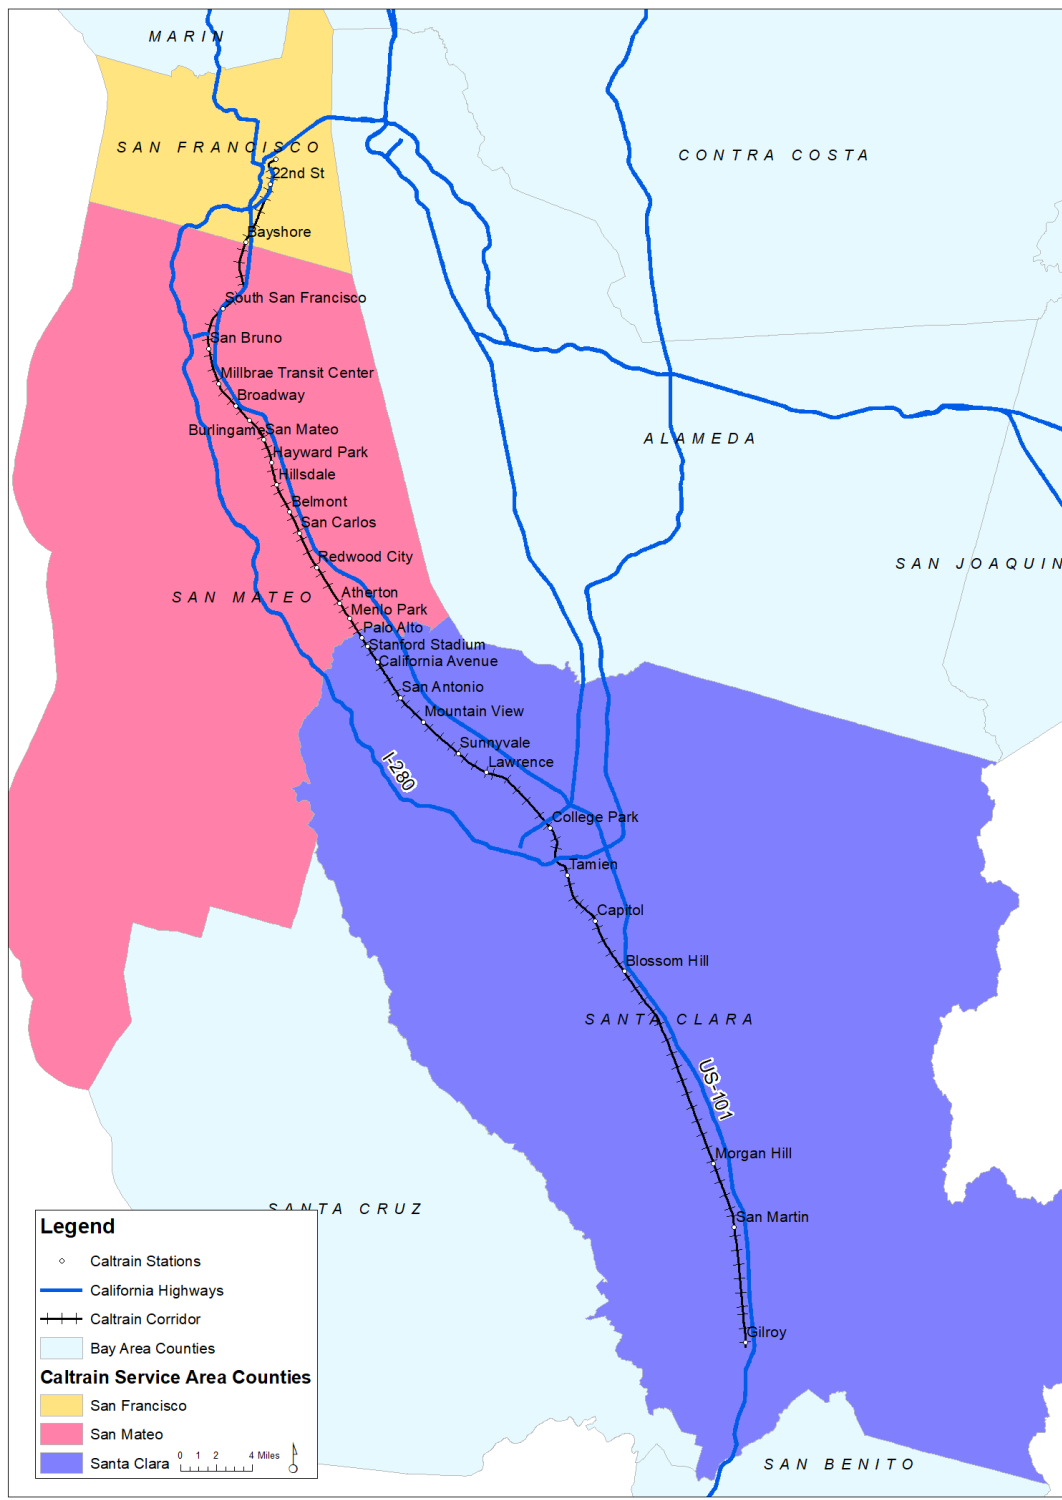 MARIN
SAN FRANCISCO
CONTRA COSTA
22nd St
Bayshore
South San Francisco
San Bruno
Millbrae Transit Center
Broadway
Burlingame
San Mateo
ALAMEDA
Hayward Park
Hillsdale
Belmont
San Carlos
Redwood City
SAN JOAQUIN
SAN MATEO
Atherton
Menlo Park
Palo Alto
Stanford Stadium
California Avenue
San Antonio
Mountain View
Sunnyvale
Lawrence
I-280
College Park
Tamien
Capitol
Blossom Hill
SANTA CLARA
US-101
Morgan Hill
SANTA CRUZ
San Martin
Gilroy
SAN BENITO
Legend
Caltrain Stations
California Highways
Caltrain Corridor
Bay Area Counties
Caltrain Service Area Counties
San Francisco
San Mateo
Santa Clara
0 1 2 4 Miles